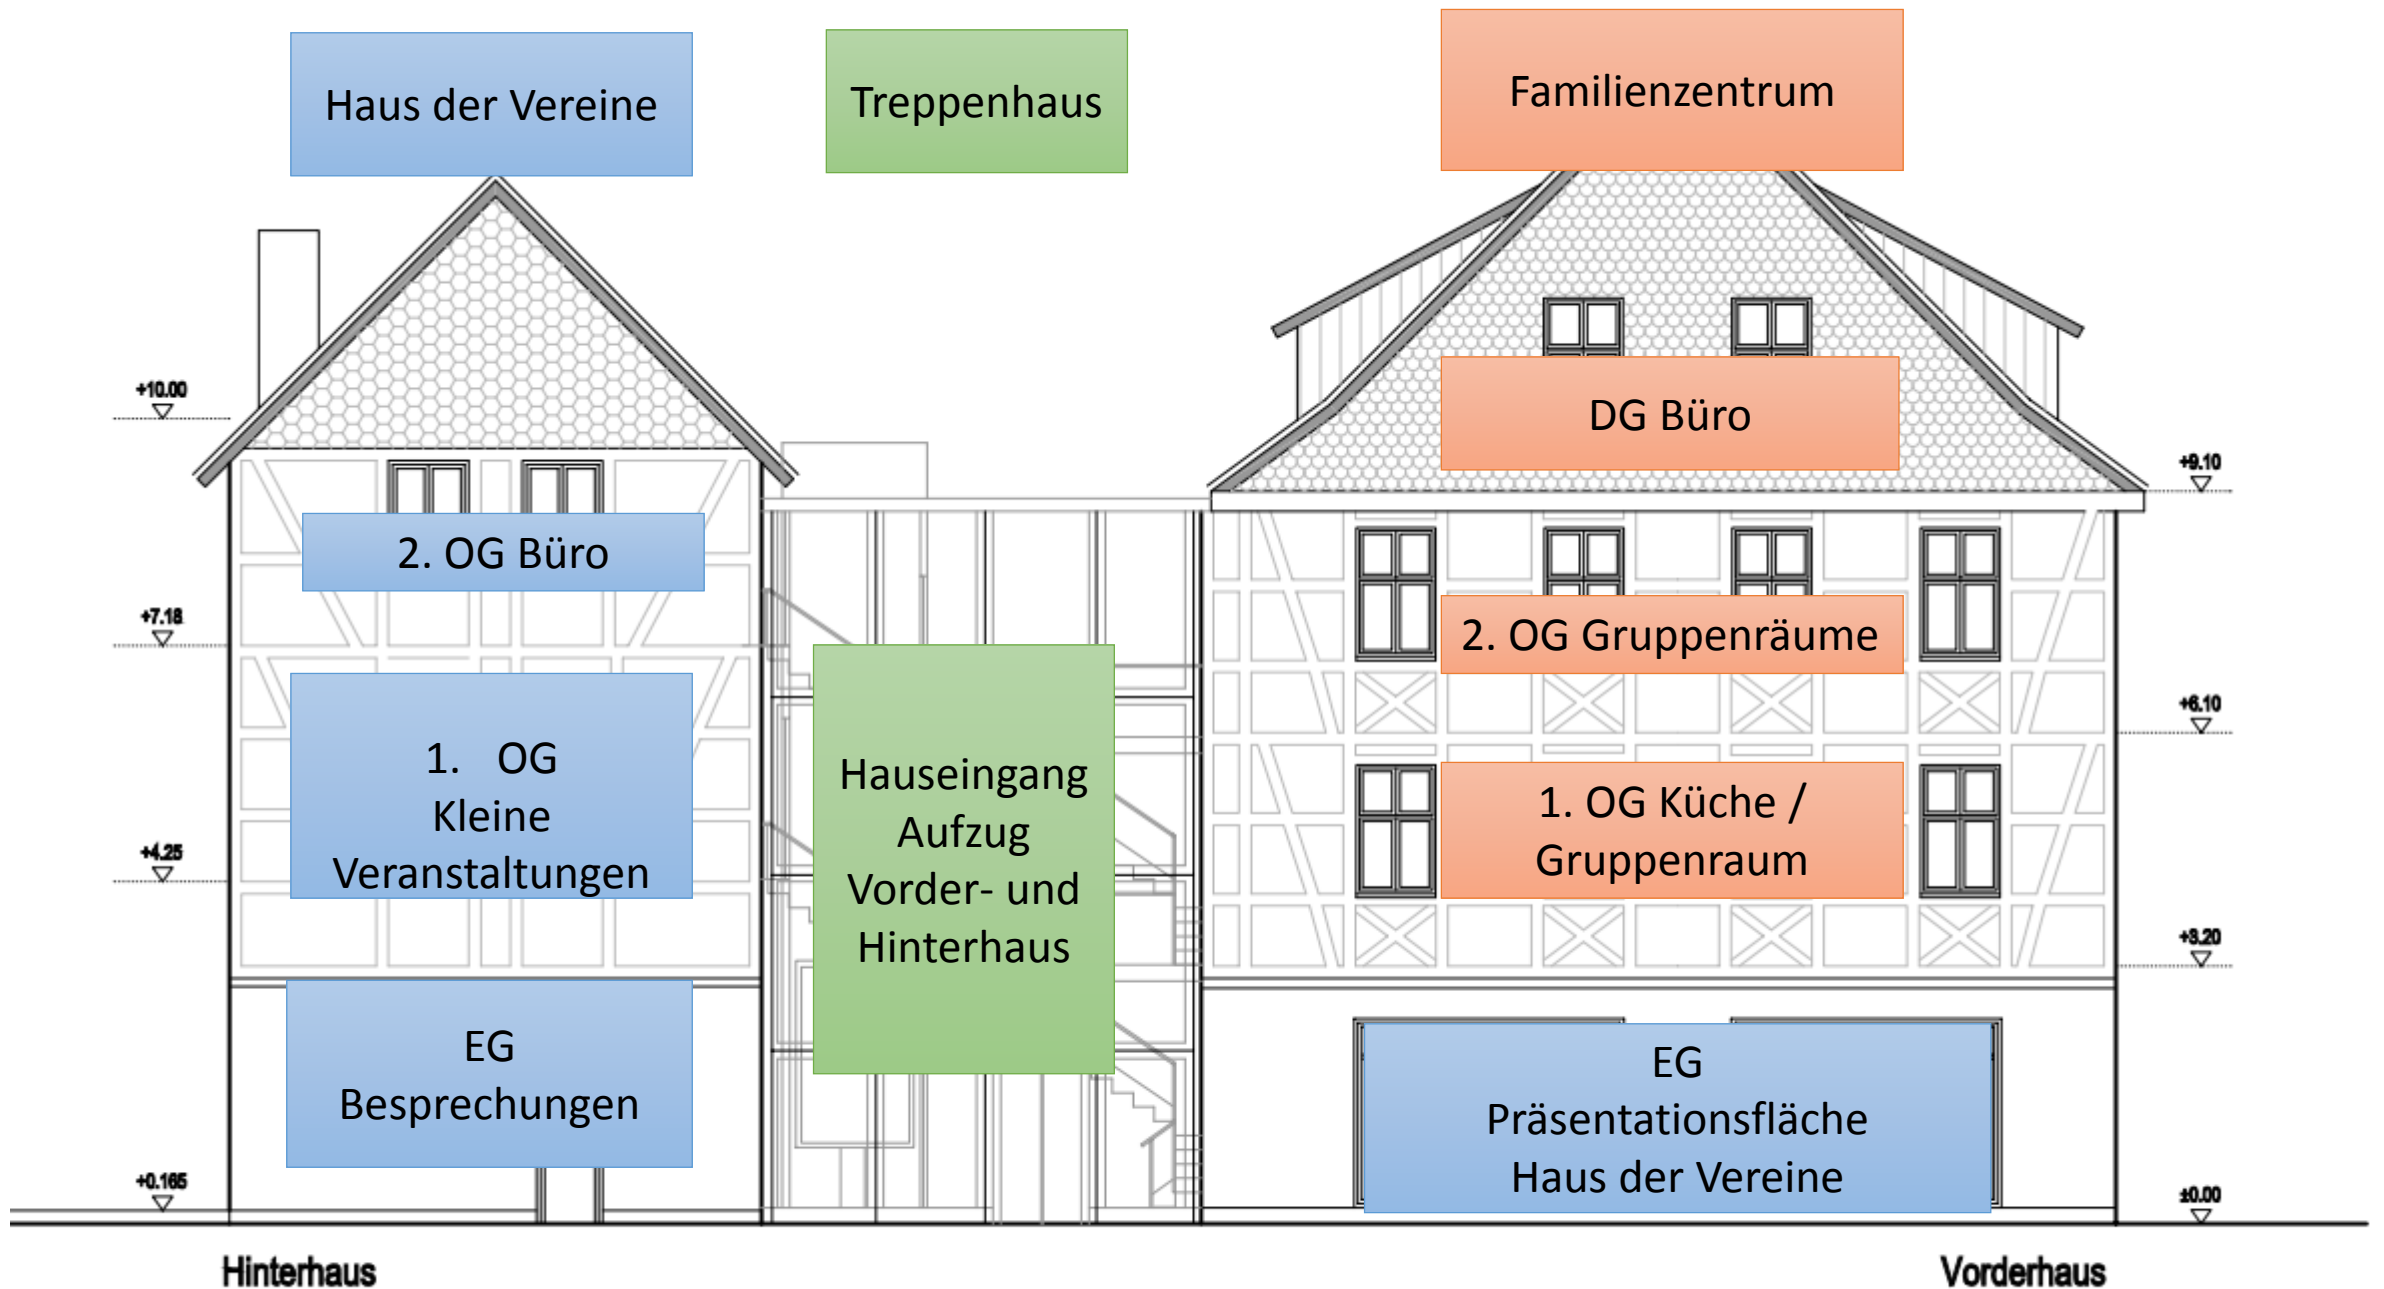 Haus der Vereine
Treppenhaus
Familienzentrum
+10.00
DG Büro
+9.10
2. OG Büro
+7.18
2. OG Gruppenräume
+6.10
1. OG
Kleine
Veranstaltungen
Hauseingang
Aufzug
Vorder- und
Hinterhaus
1. OG Küche /
Gruppenraum
+4.25
+3.20
EG
Besprechungen
EG
Präsentationsfläche
Haus der Vereine
+0.165
±0.00
Hinterhaus
Vorderhaus